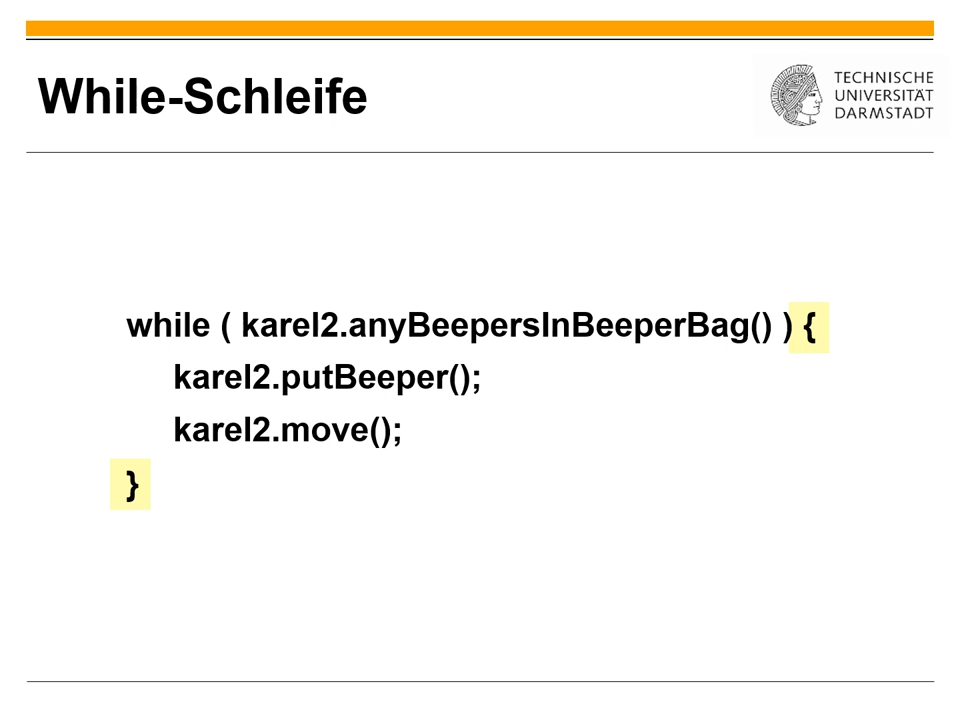 While-Schleife
TECHNISCHE
UNIVERSITÄT
DARMSTADT
while ( karel2.anyBeepersInBeeperBag() ) {
karel2.putBeeper();
karel2.move();
}